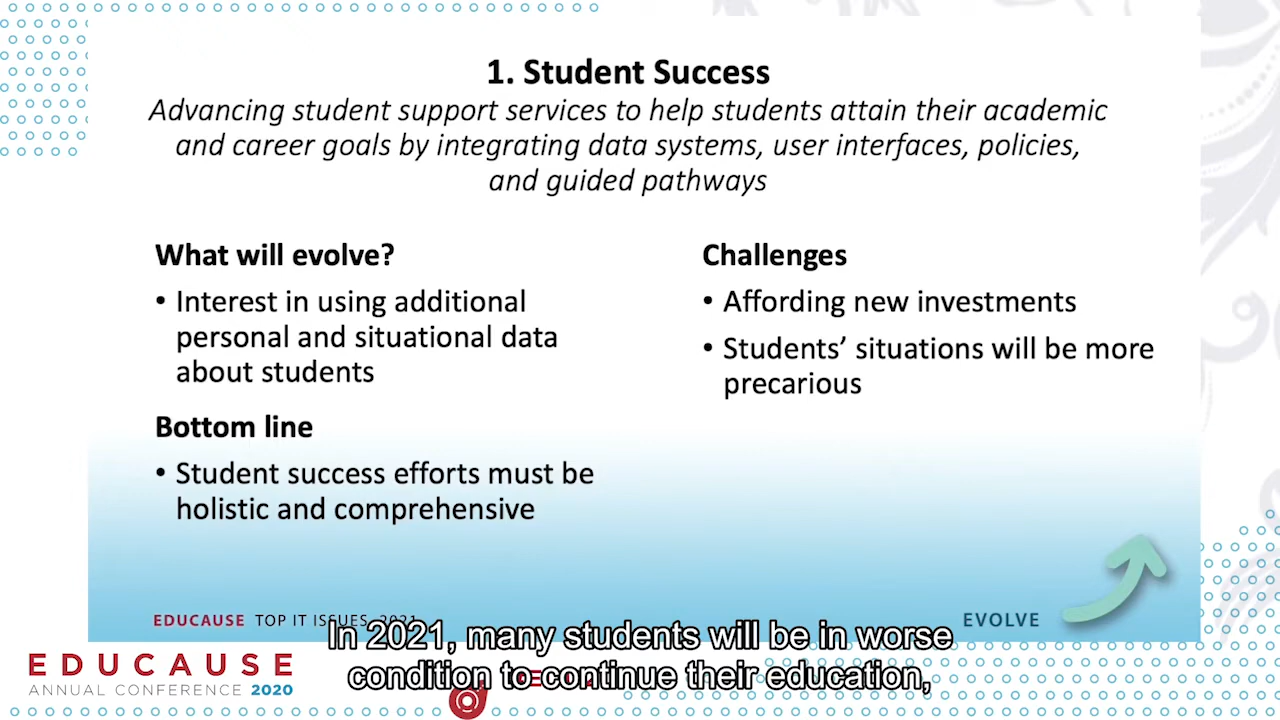 1. Student Success
Advancing student support services to help students attain their academic
and career goals by integrating data systems, user interfaces, policies,
and guided pathways
What will evolve?
• Interest in using additional
personal and situational data
about students
Bottom line
• Student success efforts must be
holistic and comprehensive
Challenges
• Affording new investments
• Students’ situations will be more
precarious
EDUCAUSE TOP IT ISSUES, 2021
EVOLVE
In 2021, many students will be in worse
condition to continue their education,
EDUCAUSE
ANNUAL CONFERENCE 2020